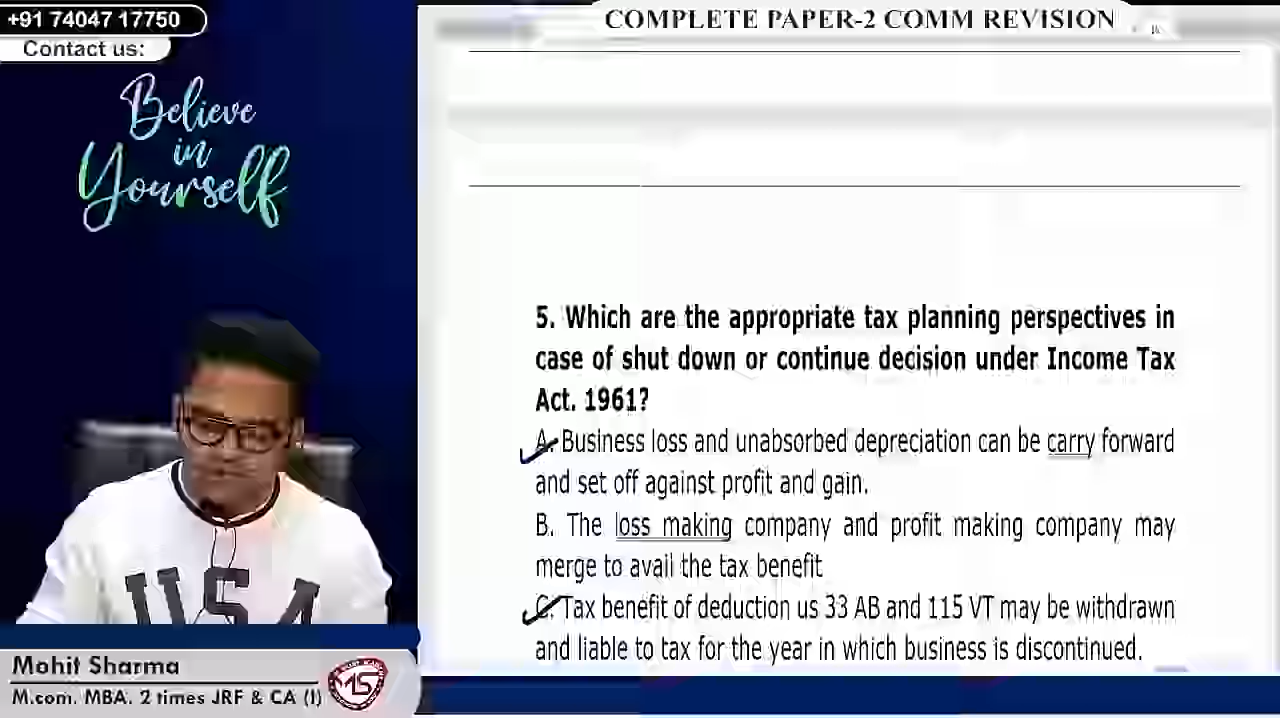 +91 74047 17750
Contact us:
COMPLETE PAPER-2 COMM REVISION
Believe
in
Yourself
5. Which are the appropriate tax planning perspectives in
case of shut down or continue decision under Income Tax
Act. 1961?
A. Business loss and unabsorbed depreciation can be carry forward
and set off against profit and gain.
B. The loss making company and profit making company may
merge to avail the tax benefit
C. Tax benefit of deduction us 33 AB and 115 VT may be withdrawn
and liable to tax for the year in which business is discontinued.
USA
Mohit Sharma
M.com. MBA. 2 times JRF & CA (I)
MS